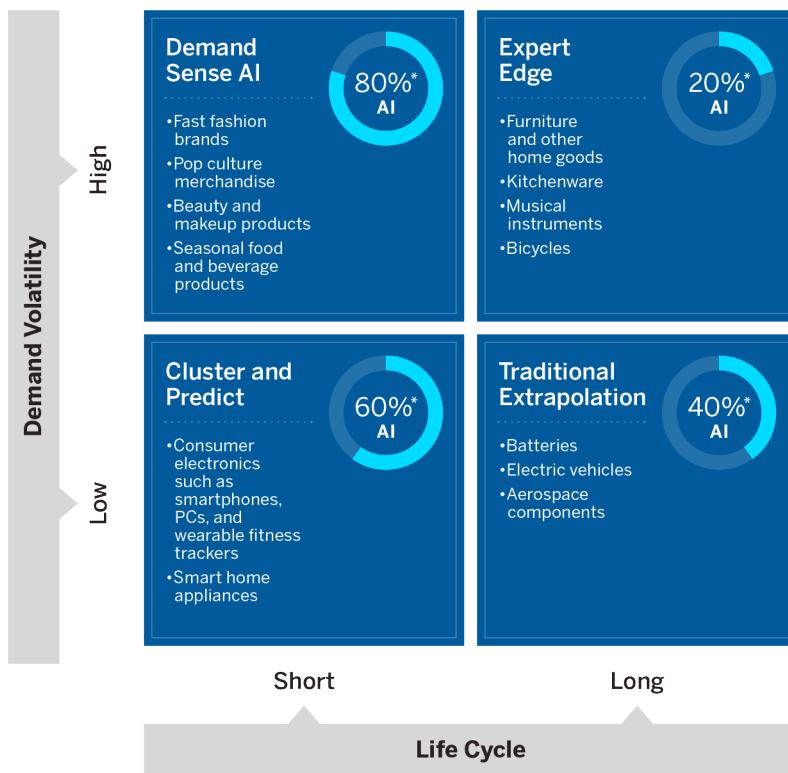 Demand Volatility
High
Low
Demand
Sense AI
80%*
AI
•Fast fashion
brands
•Pop culture
merchandise
•Beauty and
makeup products
•Seasonal food
and beverage
products
Expert
Edge
20%*
AI
•Furniture
and other
home goods
•Kitchenware
•Musical
instruments
•Bicycles
Cluster and
Predict
60%*
AI
•Consumer
electronics
such as
smartphones,
PCs, and
wearable fitness
trackers
•Smart home
appliances
Traditional
Extrapolation
40%*
AI
•Batteries
•Electric vehicles
•Aerospace
components
Short
Long
Life Cycle